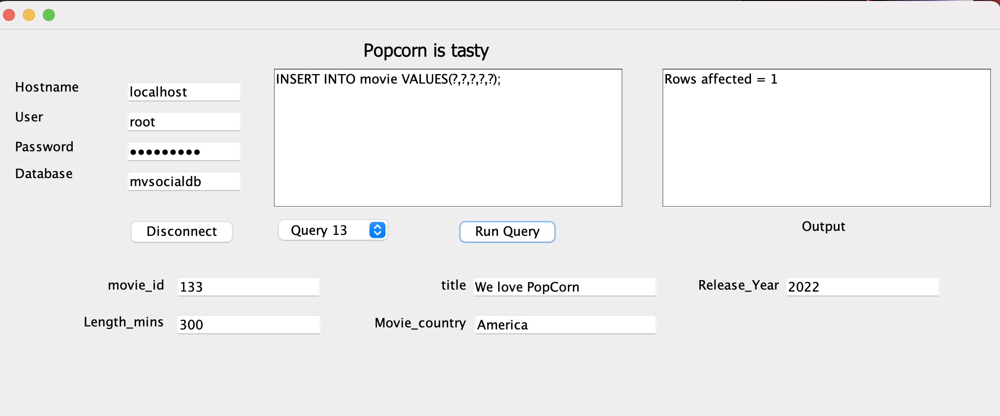 Popcorn is tasty
Hostname localhost
User root
Password •••••••••
Database mvsocialdb
INSERT INTO movie VALUES(?,?,?,?,?);
Rows affected = 1
Disconnect
Query 13
Run Query
Output
movie_id 133
title We love PopCorn
Release_Year 2022
Length_mins 300
Movie_country America